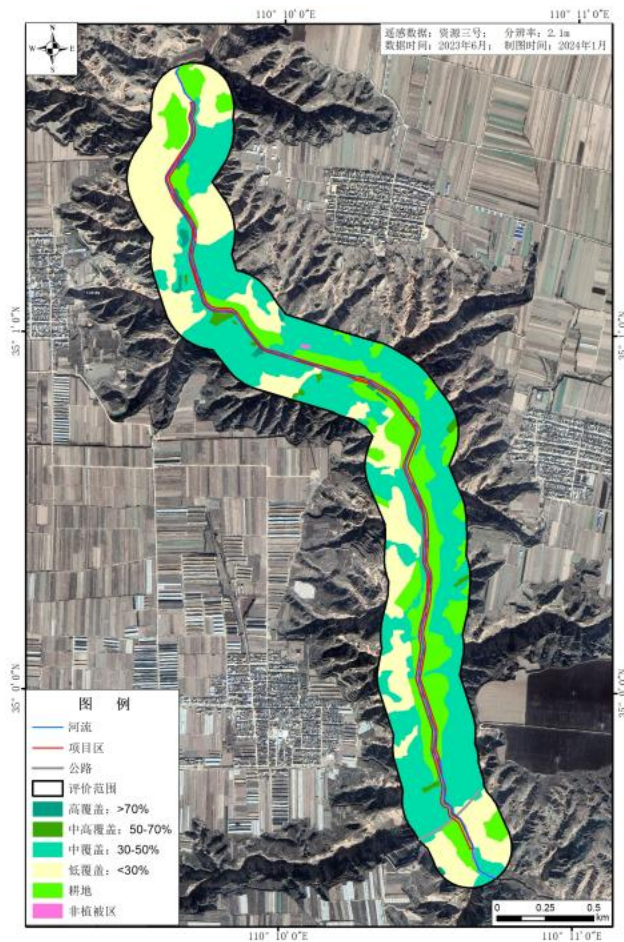 110° 10′0″E
110° 11′0″E
N
W
E
S
遥感数据：资源三号； 分辨率：2.1m
数据时间：2023年6月； 制图时间：2024年1月
35° 1′0″N
35° 1′0″N
35° 0′0″N
35° 0′0″N
图 例
河流
项目区
公路
评价范围
高覆盖：>70%
中高覆盖：50-70%
中覆盖：30-50%
低覆盖：<30%
耕地
非植被区
0 0.25 0.5
km
110° 10′0″E
110° 11′0″E